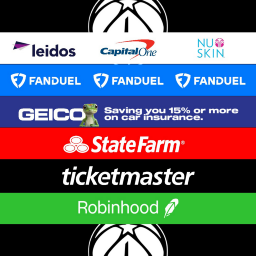 leidos Capital One NU SKIN
FANDUEL FANDUEL FANDUEL
GEICO Saving you 15% or more
on car insurance.
State Farm®
ticketmaster
Robinhood